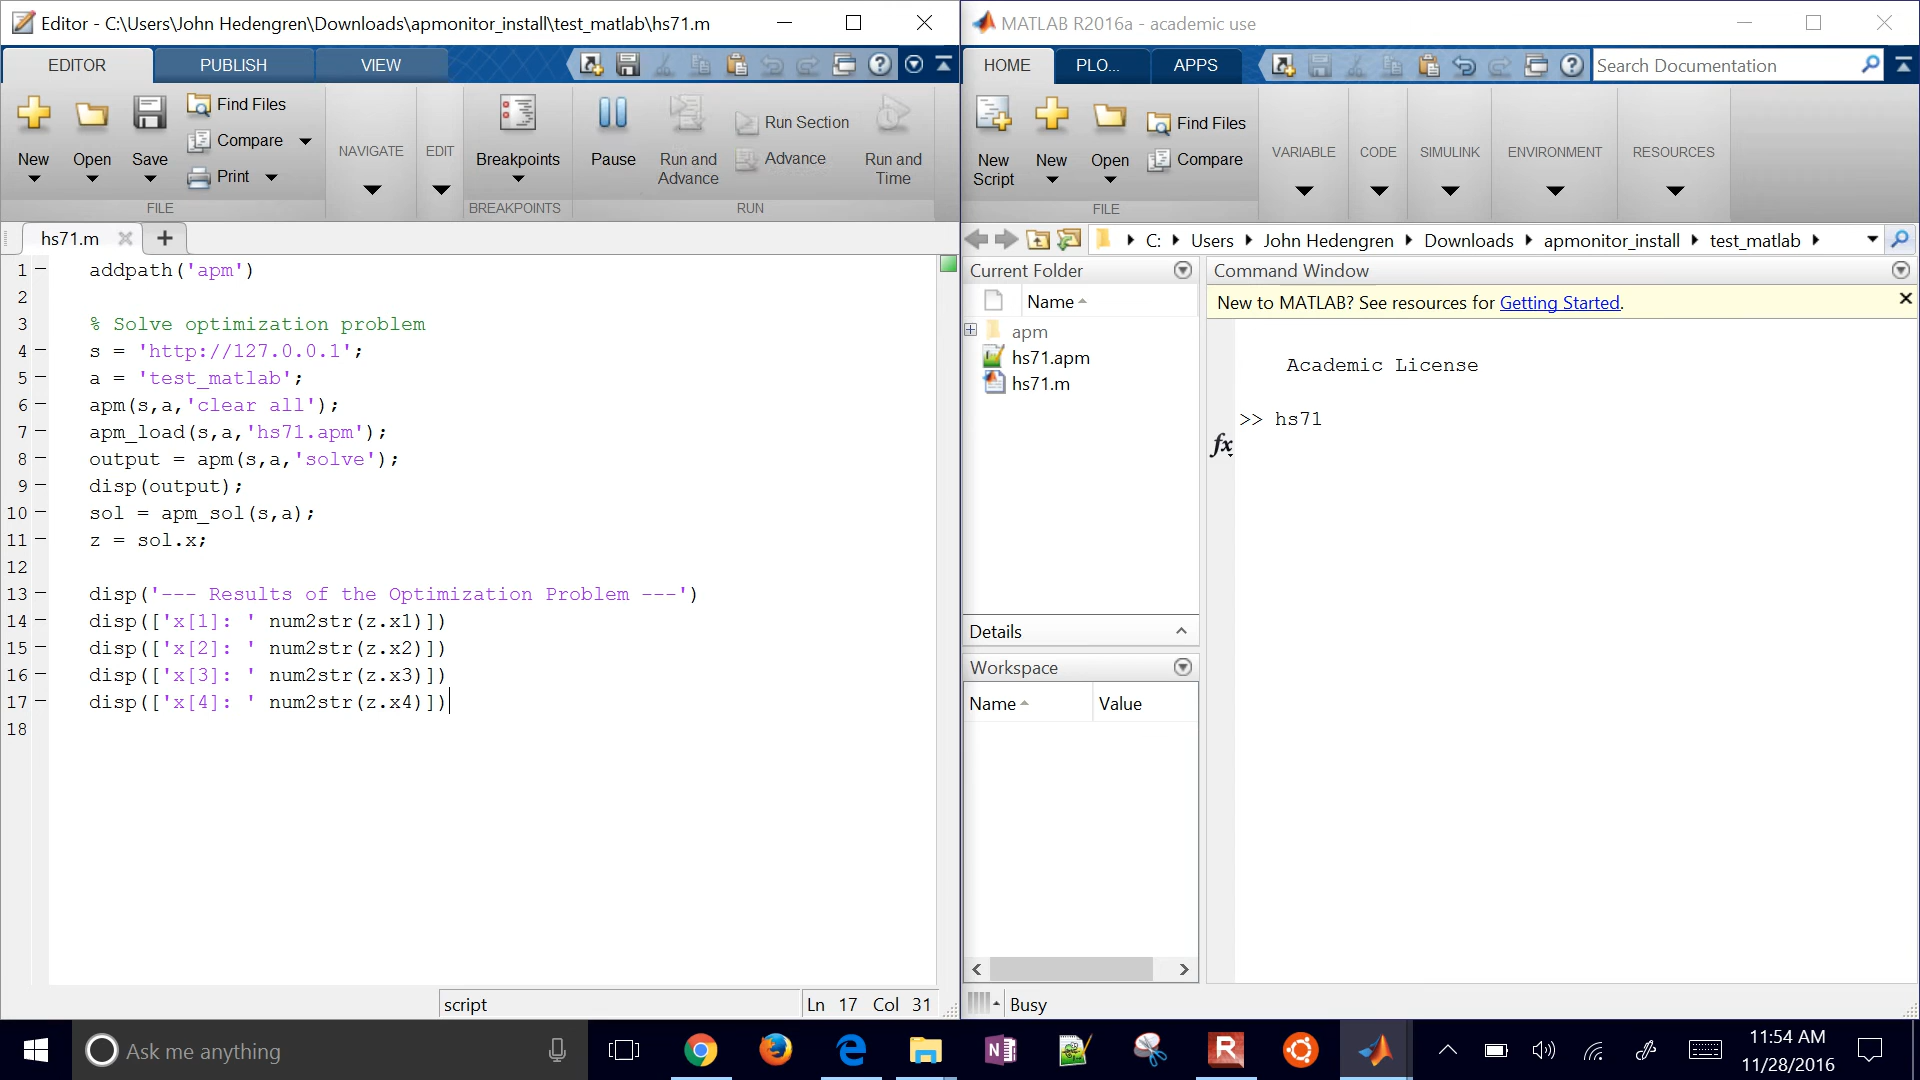 Editor - C:\Users\John Hedengren\Downloads\apmonitor_install\test_matlab\hs71.m
EDITOR PUBLISH VIEW
New Open Save Find Files Compare Print
NAVIGATE EDIT Breakpoints Pause Run and Advance Run Section Advance Run and Time
FILE BREAKPOINTS RUN
hs71.m +
1 addpath('apm')
2
3 % Solve optimization problem
4 s = 'http://127.0.0.1';
5 a = 'test_matlab';
6 apm(s,a,'clear all');
7 apm_load(s,a,'hs71.apm');
8 output = apm(s,a,'solve');
9 disp(output);
10 sol = apm_sol(s,a);
11 z = sol.x;
12
13 disp('--- Results of the Optimization Problem ---')
14 disp(['x[1]: ' num2str(z.x1)])
15 disp(['x[2]: ' num2str(z.x2)])
16 disp(['x[3]: ' num2str(z.x3)])
17 disp(['x[4]: ' num2str(z.x4)])
18
script Ln 17 Col 31
MATLAB R2016a - academic use
HOME PLO... APPS Search Documentation
New Script New Open Find Files Compare
VARIABLE CODE SIMULINK ENVIRONMENT RESOURCES
FILE
C: Users John Hedengren Downloads apmonitor_install test_matlab
Current Folder
Name
apm
hs71.apm
hs71.m
Details
Workspace
Name Value
Command Window
New to MATLAB? See resources for Getting Started.
Academic License
>> hs71
fx
Busy
Ask me anything
N
R
11:54 AM
11/28/2016